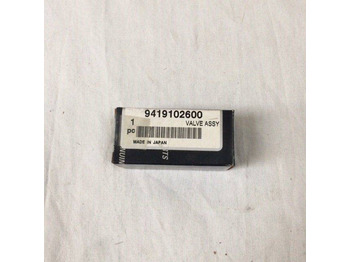 9419102600
1 VALVE ASSY
pc
MADE IN JAPAN